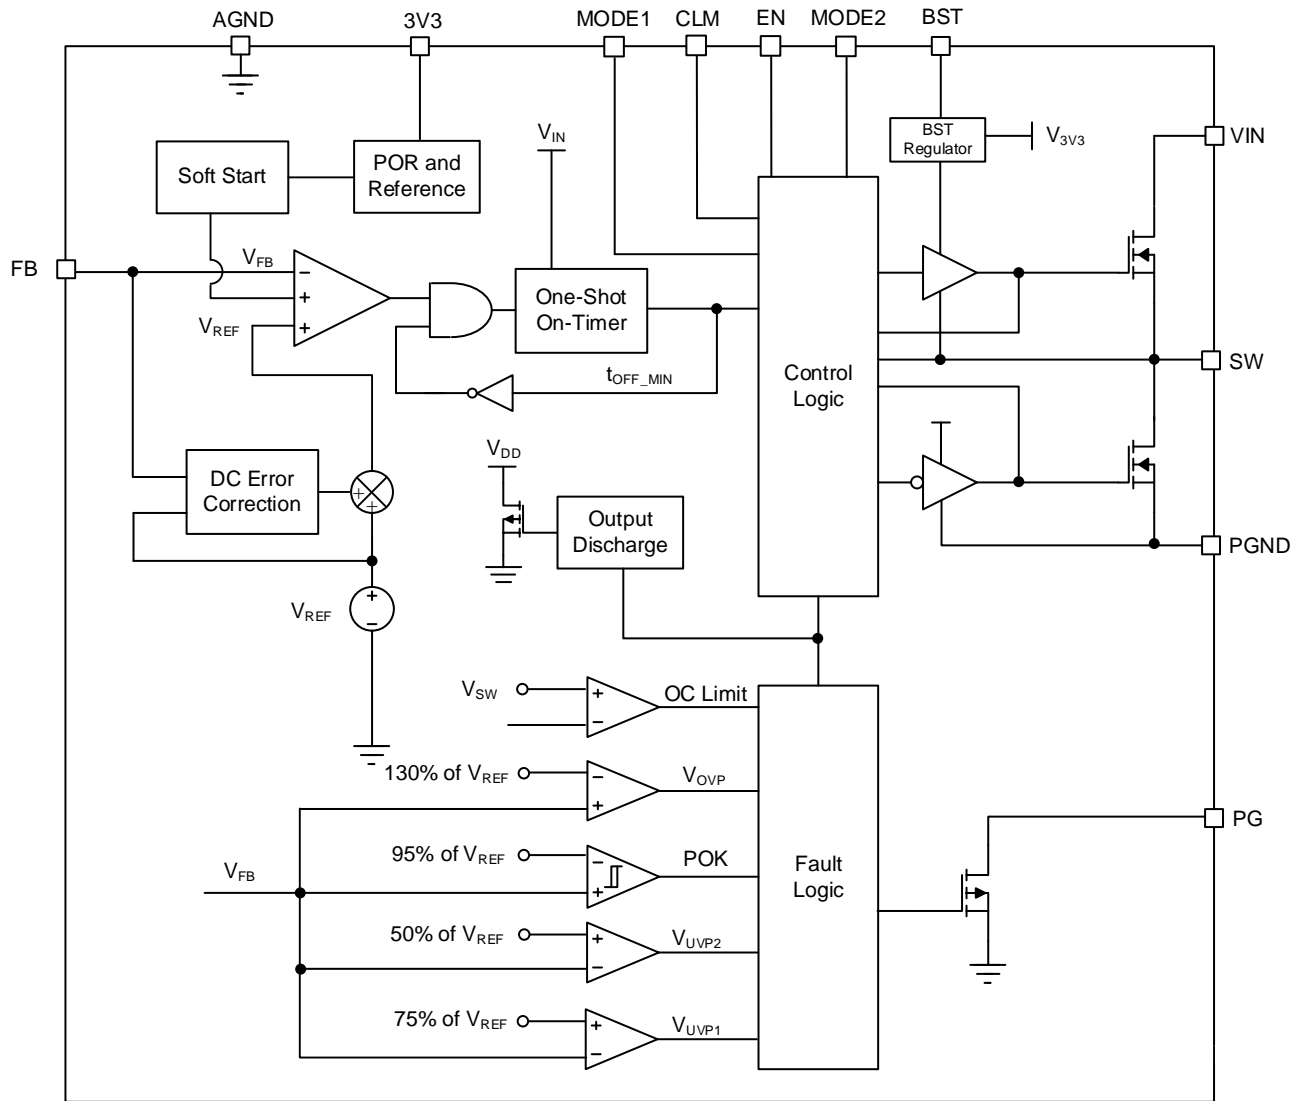 AGND
3V3
MODE1
CLM
EN
MODE2
BST
VIN
BST
Regulator
V3V3
VIN
Soft Start
POR and
Reference
FB
VFB
−
+
+
VREF
One-Shot
On-Timer
tOFF_MIN
Control
Logic
SW
PGND
DC Error
Correction
+
+
VDD
Output
Discharge
VREF
+
−
VSW
+
−
OC Limit
130% of VREF
−
+
VOVP
95% of VREF
−
+
POK
VFB
50% of VREF
+
−
VUVP2
75% of VREF
+
−
VUVP1
Fault
Logic
PG